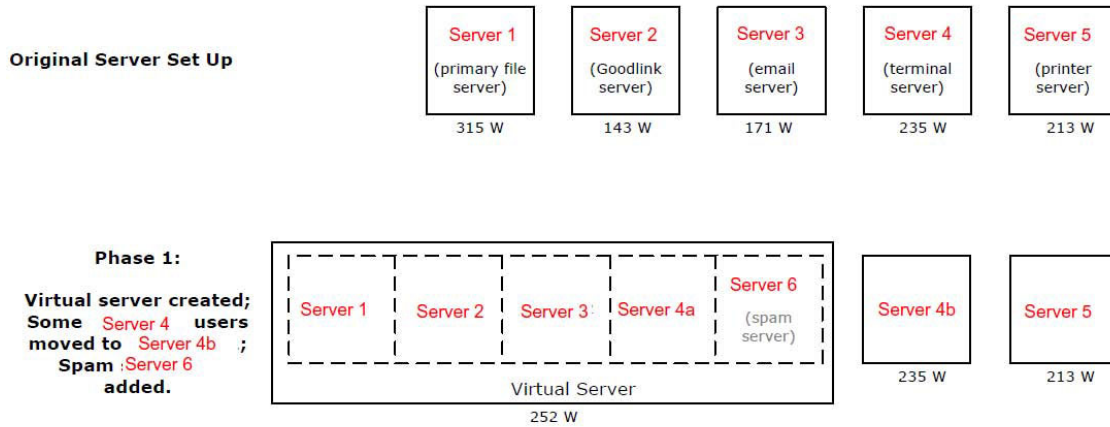 Original Server Set Up
Server 1
(primary file
server)
315 W
Server 2
(Goodlink
server)
143 W
Server 3
(email
server)
171 W
Server 4
(terminal
server)
235 W
Server 5
(printer
server)
213 W
Phase 1:
Virtual server created;
Some Server 4 users
moved to Server 4b ;
Spam :Server 6
added.
Server 1
Server 2
Server 3
Server 4a
Server 6
(spam
server)
Virtual Server
252 W
Server 4b
235 W
Server 5
213 W